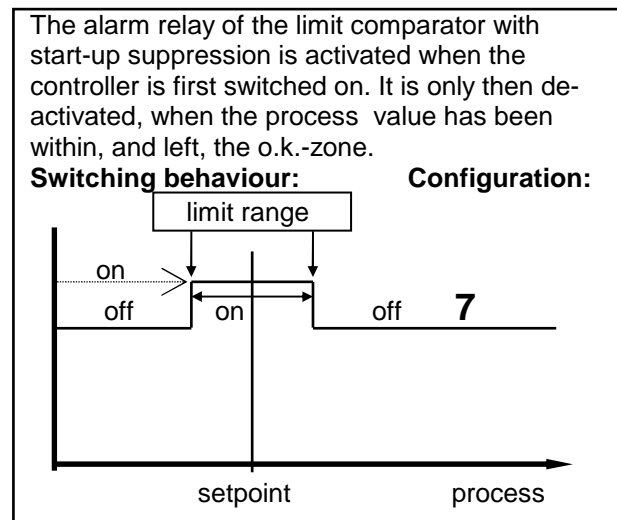 The alarm relay of the limit comparator with
start-up suppression is activated when the
controller is first switched on. It is only then de-
activated, when the process value has been
within, and left, the o.k.-zone.
Switching behaviour: Configuration:
limit range
on
off on off 7
setpoint process